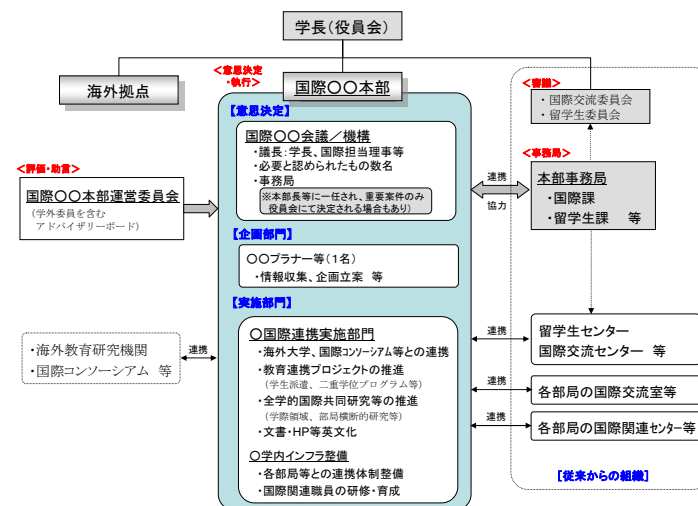 学長(役員会)
海外拠点
<意思決定
・執行>
国際〇〇本部
<審議>
・国際交流委員会
・留学生委員会
【意思決定】
国際〇〇会議/機構
・議長:学長、国際担当理事等
・必要と認められたもの数名
・事務局
※本部長等に一任され、重要案件のみ
役員会にて決定される場合もあり
<評価・助言>
国際〇〇本部運営委員会
(学外委員を含む
アドバイザリーボード)
連携
協力
<事務局>
本部事務局
・国際課
・留学生課 等
【企画部門】
〇〇プラナー等(1名)
・情報収集、企画立案 等
【実施部門】
〇国際連携実施部門
・海外大学、国際コンソーシアム等との連携
・教育連携プロジェクトの推進
(学生派遣、二重学位プログラム等)
・全学的国際共同研究等の推進
(学際領域、部局横断的研究等)
・文書・HP等英文化
〇学内インフラ整備
・各部局等との連携体制整備
・国際関連職員の研修・育成
・海外教育研究機関
・国際コンソーシアム 等
連携
連携
留学生センター
国際交流センター 等
連携
各部局の国際交流室等
連携
各部局の国際関連センター等
[従来からの組織]